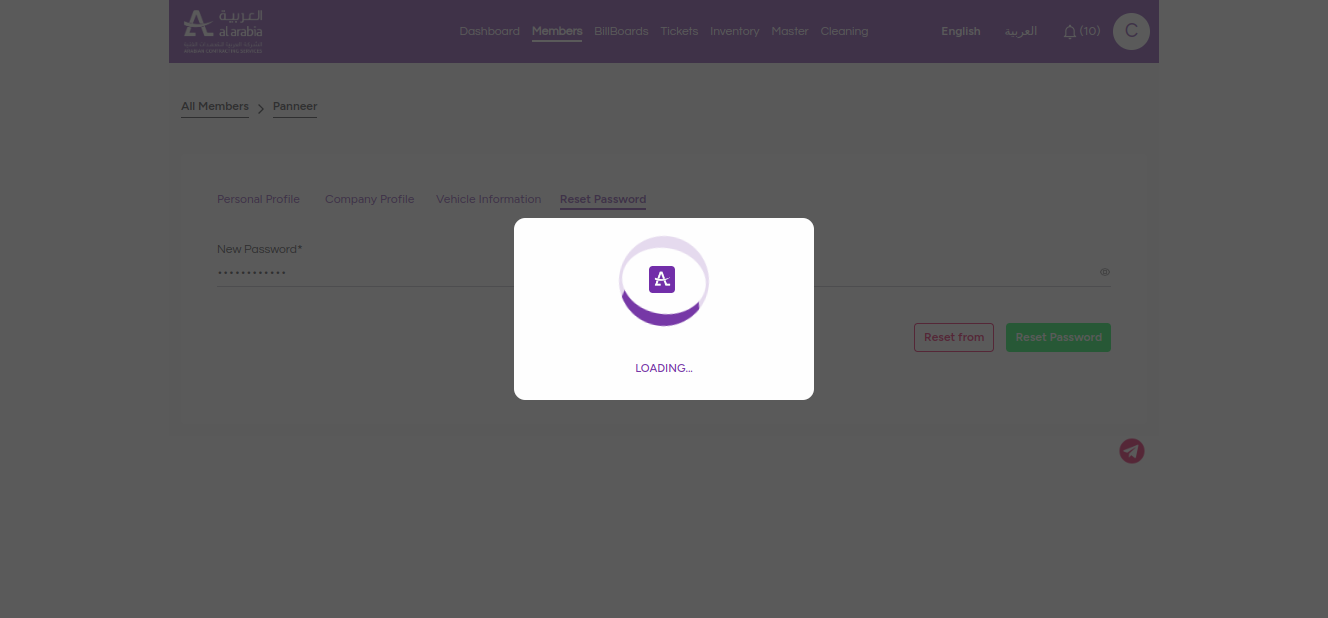 العربية
al arabia
Dashboard Members BillBoards Tickets Inventory Master Cleaning English العربية (10) C
All Members > Panneer
Personal Profile Company Profile Vehicle Information Reset Password
New Password*
••••••••••••
Reset from Reset Password
LOADING...